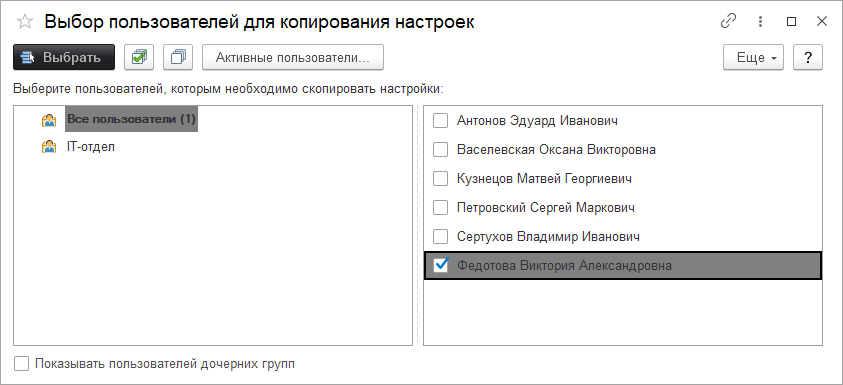 Выбор пользователей для копирования настроек
Выбрать Активные пользователи... Еще ?
Выберите пользователей, которым необходимо скопировать настройки:
Все пользователи (1)
IT-отдел
Антонов Эдуард Иванович
Васелевская Оксана Викторовна
Кузнецов Матвей Георгиевич
Петровский Сергей Маркович
Сертухов Владимир Иванович
Федотова Виктория Александровна
Показывать пользователей дочерних групп